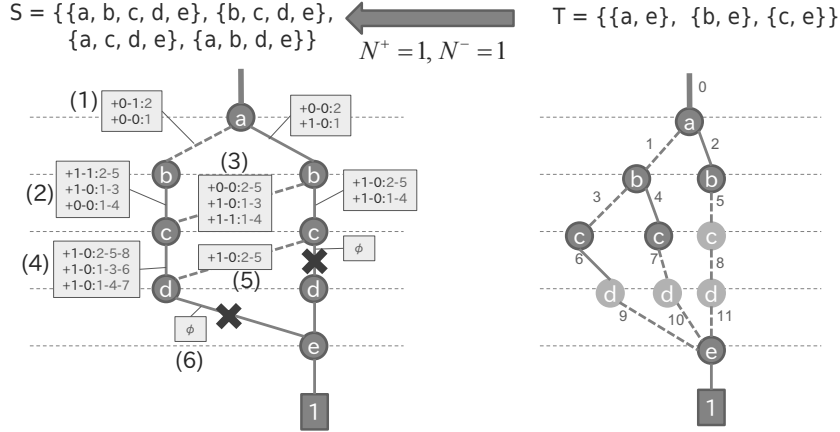 S = {{a, b, c, d, e}, {b, c, d, e},
{a, c, d, e}, {a, b, d, e}}
N⁺ = 1, N⁻ = 1
T = {{a, e}, {b, e}, {c, e}}
0
(1)
+0-1:2
+0-0:1
a
+0-0:2
+1-0:1
a
1
2
(3)
(2)
+1-1:2-5
+1-0:1-3
+0-0:1-4
b
+0-0:2-5
+1-0:1-3
+1-1:1-4
b
+1-0:2-5
+1-0:1-4
b
b
3
4
5
c
c
c
c
c
(4)
+1-0:2-5-8
+1-0:1-3-6
+1-0:1-4-7
+1-0:2-5
(5)
ϕ
6
7
8
d
d
d
d
d
ϕ
(6)
9
10
11
e
e
1
1